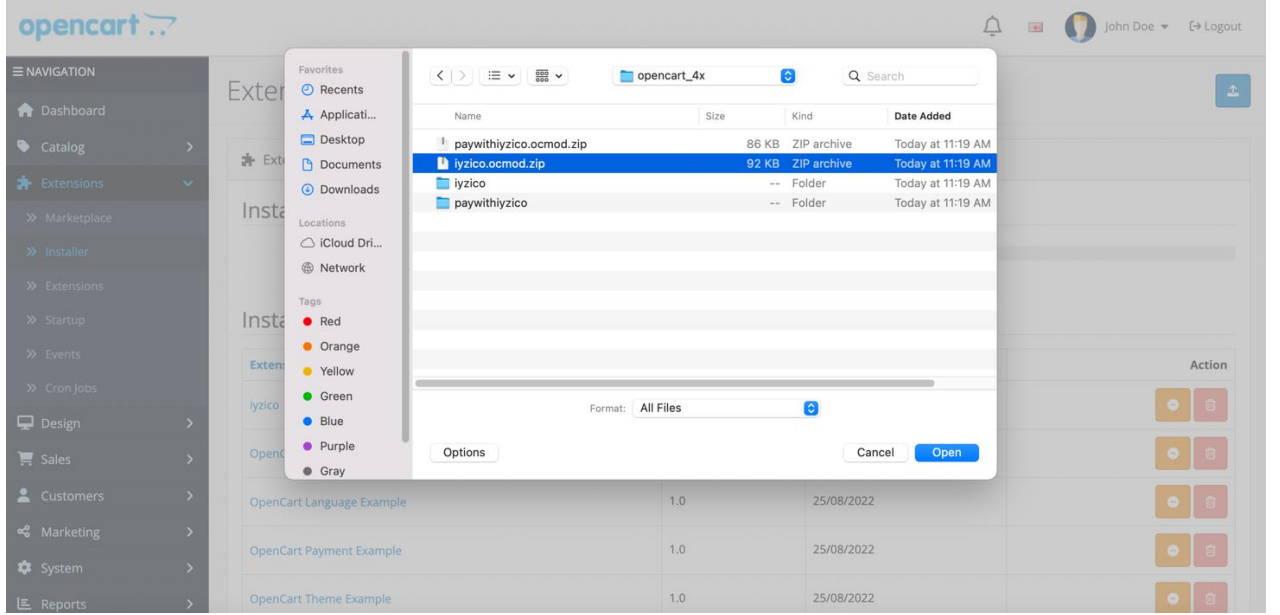 opencart
John Doe
Logout
NAVIGATION
Dashboard
Catalog
Extensions
Marketplace
Installer
Extensions
Startup
Events
Cron Jobs
Design
Sales
Customers
Marketing
System
Reports
Exter
Ext
Insta
Insta
Favorites
Recents
Applicati...
Desktop
Documents
Downloads
Locations
iCloud Dri...
Network
Tags
Red
Orange
Yellow
Green
Blue
Purple
Gray
opencart_4x
Search
Name Size Kind Date Added
paywithiyzico.ocmod.zip 86 KB ZIP archive Today at 11:19 AM
iyzico.ocmod.zip 92 KB ZIP archive Today at 11:19 AM
iyzico -- Folder Today at 11:19 AM
paywithiyzico -- Folder Today at 11:19 AM
Format: All Files
Options Cancel Open
Exten Action
iyzico
OpenC
OpenCart Language Example 1.0 25/08/2022
OpenCart Payment Example 1.0 25/08/2022
OpenCart Theme Example 1.0 25/08/2022